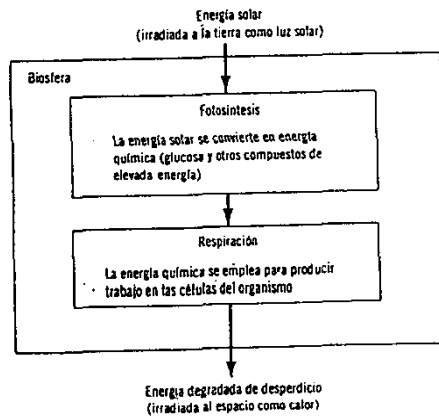 Energía solar
(irradiada a la tierra como luz solar)
Biosfera
Fotosíntesis
La energía solar se convierte en energía
química (glucosa y otros compuestos de
elevada energía)
Respiración
La energía química se emplea para producir
trabajo en las células del organismo
Energía degradada de desperdicio
(irradiada al espacio como calor)